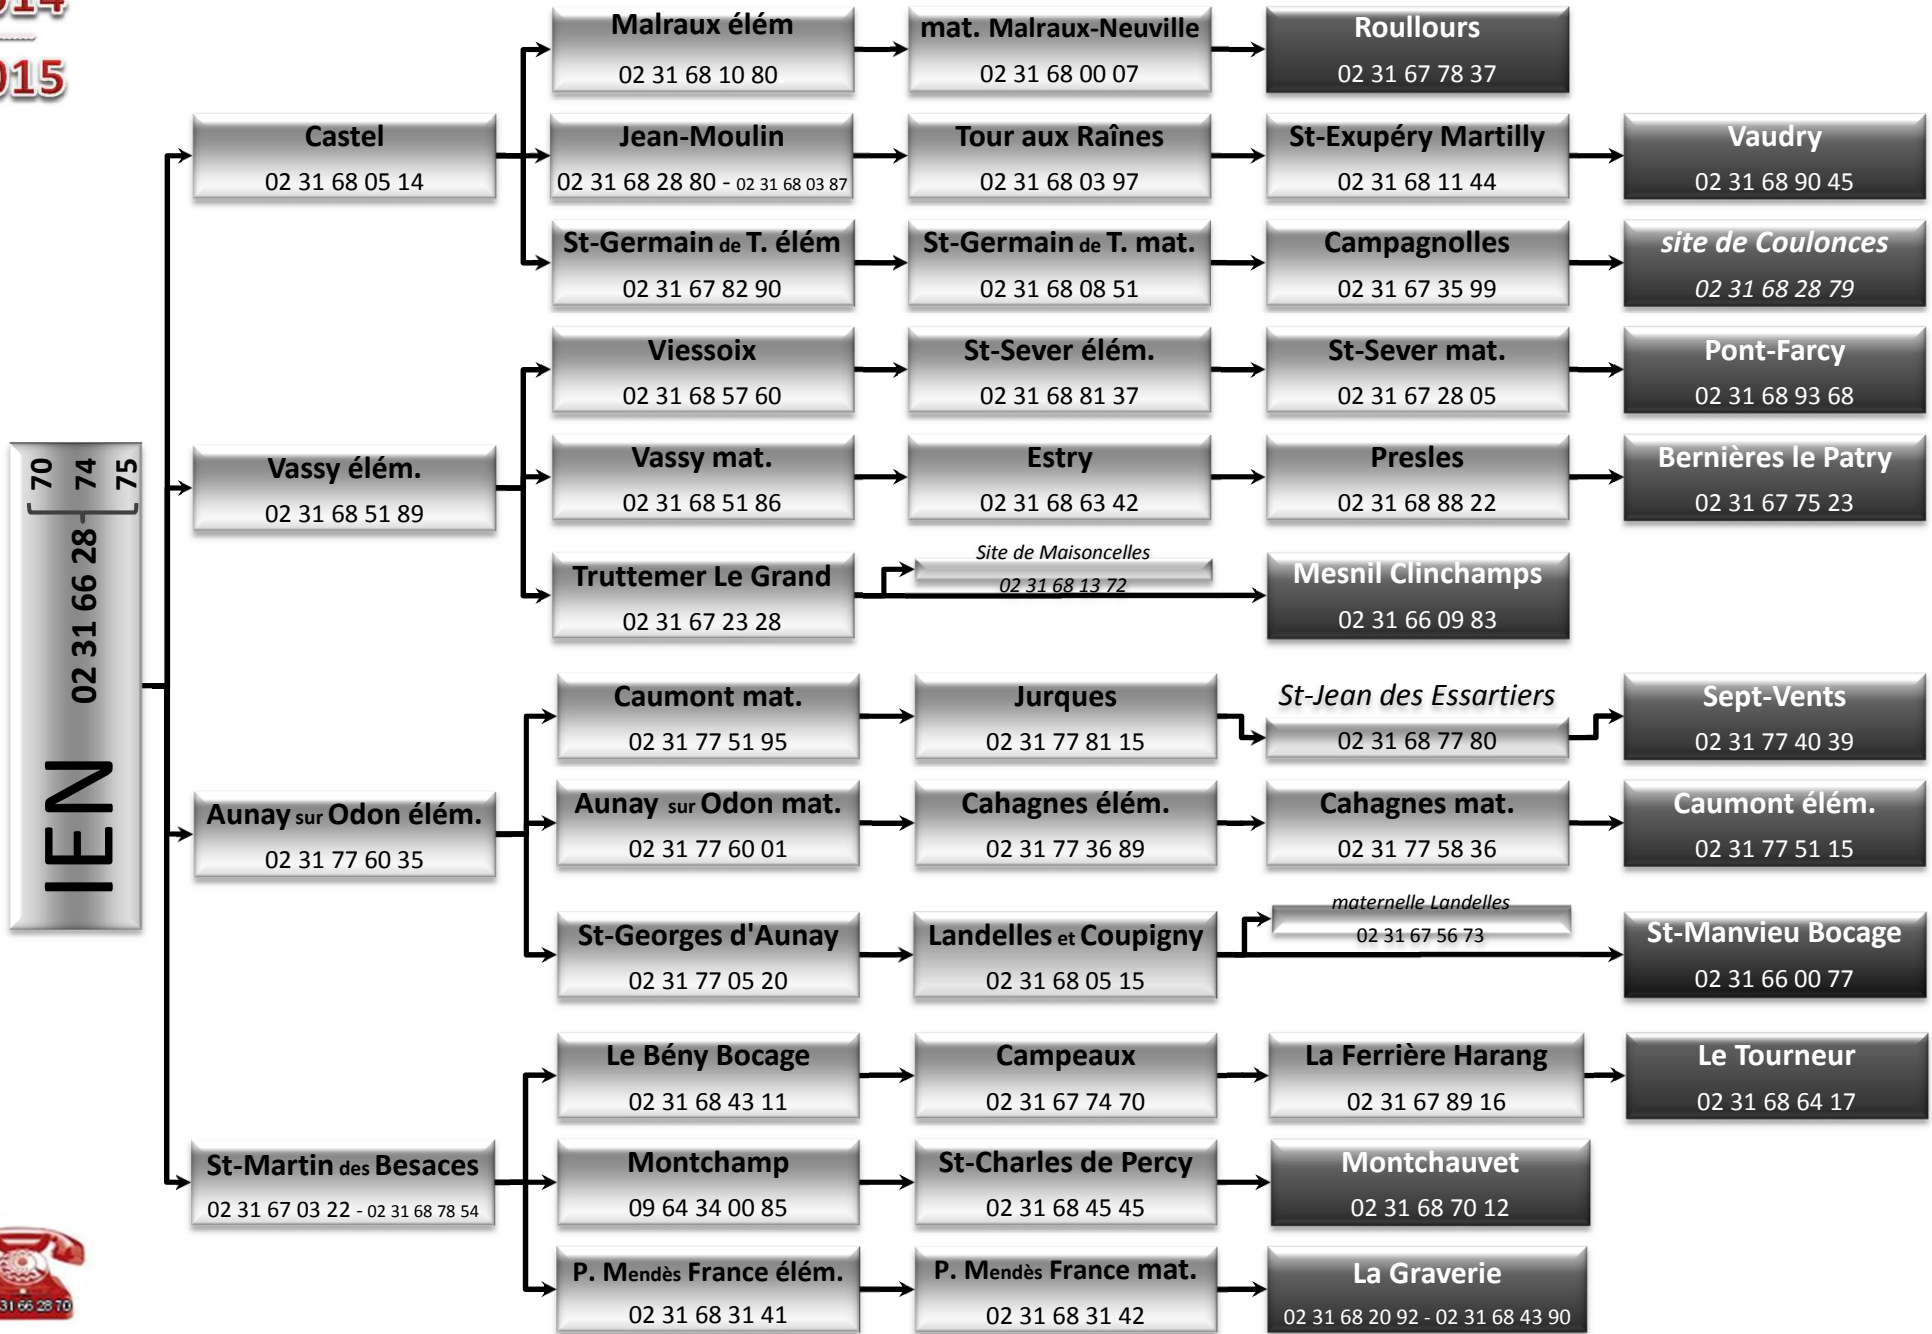 014
015
Malraux élém
02 31 68 10 80
mat. Malraux-Neuville
02 31 68 00 07
Roullours
02 31 67 78 37
Castel
02 31 68 05 14
Jean-Moulin
02 31 68 28 80 - 02 31 68 03 87
Tour aux Raînes
02 31 68 03 97
St-Exupéry Martilly
02 31 68 11 44
Vaudry
02 31 68 90 45
St-Germain de T. élém
02 31 67 82 90
St-Germain de T. mat.
02 31 68 08 51
Campagnolles
02 31 67 35 99
site de Coulonces
02 31 68 28 79
Viessoix
02 31 68 57 60
St-Sever élém.
02 31 68 81 37
St-Sever mat.
02 31 67 28 05
Pont-Farcy
02 31 68 93 68
IEN 02 31 66 28
70
74
75
Vassy élém.
02 31 68 51 89
Vassy mat.
02 31 68 51 86
Estry
02 31 68 63 42
Presles
02 31 68 88 22
Bernières le Patry
02 31 67 75 23
Truttemer Le Grand
02 31 67 23 28
Site de Maisoncelles
02 31 68 13 72
Mesnil Clinchamps
02 31 66 09 83
Caumont mat.
02 31 77 51 95
Jurques
02 31 77 81 15
St-Jean des Essartiers
02 31 68 77 80
Sept-Vents
02 31 77 40 39
Aunay sur Odon élém.
02 31 77 60 35
Aunay sur Odon mat.
02 31 77 60 01
Cahagnes élém.
02 31 77 36 89
Cahagnes mat.
02 31 77 58 36
Caumont élém.
02 31 77 51 15
St-Georges d'Aunay
02 31 77 05 20
Landelles et Coupigny
02 31 68 05 15
maternelle Landelles
02 31 67 56 73
St-Manvieu Bocage
02 31 66 00 77
Le Bény Bocage
02 31 68 43 11
Campeaux
02 31 67 74 70
La Ferrière Harang
02 31 67 89 16
Le Tourneur
02 31 68 64 17
St-Martin des Besaces
02 31 67 03 22 - 02 31 68 78 54
Montchamp
09 64 34 00 85
St-Charles de Percy
02 31 68 45 45
Montchauvet
02 31 68 70 12
P. Mendès France élém.
02 31 68 31 41
P. Mendès France mat.
02 31 68 31 42
La Graverie
02 31 68 20 92 - 02 31 68 43 90
31 66 28 70